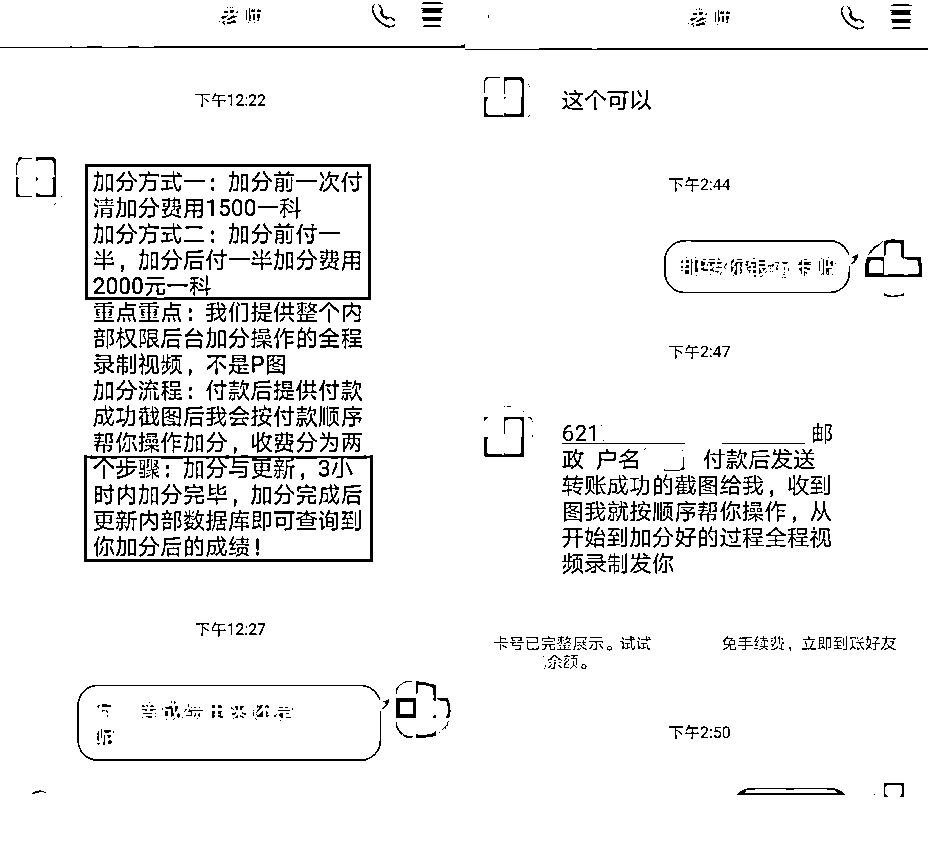 老师
下午12:22
加分方式一：加分前一次付
清加分费用1500一科
加分方式二：加分前付一
半，加分后付一半加分费用
2000元一科
重点重点：我们提供整个内
部权限后台加分操作的全程
录制视频，不是P图
加分流程：付款后提供付款
成功截图后我会按付款顺序
帮你操作加分，收费分为两
个步骤：加分与更新，3小
时内加分完毕，加分完成后
更新内部数据库即可查询到
你加分后的成绩！
下午12:27
老师
这个可以
下午2:44
下午2:47
621 邮
政 户名 付款后发送
转账成功的截图给我，收到
图我就按顺序帮你操作，从
开始到加分好的过程全程视
频录制发你
卡号已完整展示。试试 免手续费，立即到账好友
余额。
下午2:50